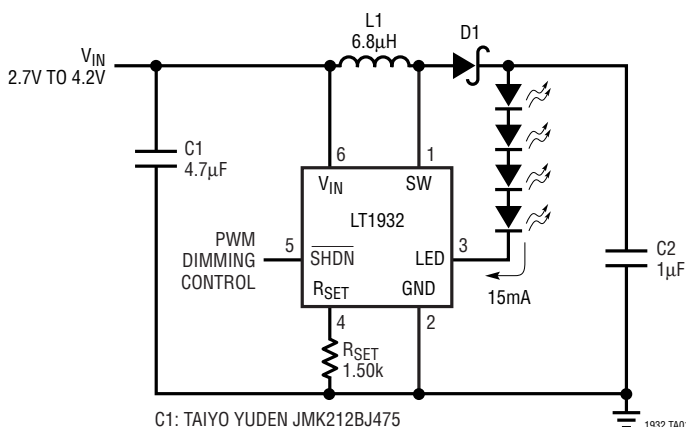 L1
6.8µH
D1
VIN
2.7V TO 4.2V
C1
4.7µF
6
1
VIN
SW
LT1932
PWM
DIMMING
CONTROL
5
SHDN
LED
3
RSET
GND
15mA
C2
1µF
4
2
RSET
1.50k
C1: TAIYO YUDEN JMK212BJ475